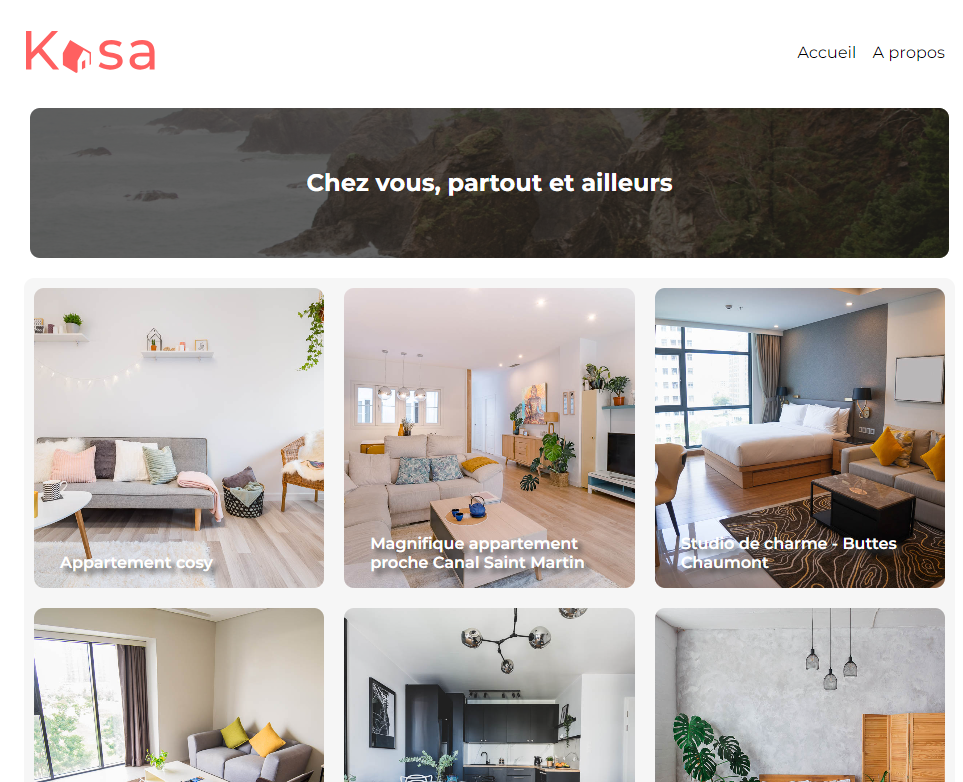 Kasa
Accueil A propos
Chez vous, partout et ailleurs
Appartement cosy
Magnifique appartement
proche Canal Saint Martin
Studio de charme - Buttes
Chaumont